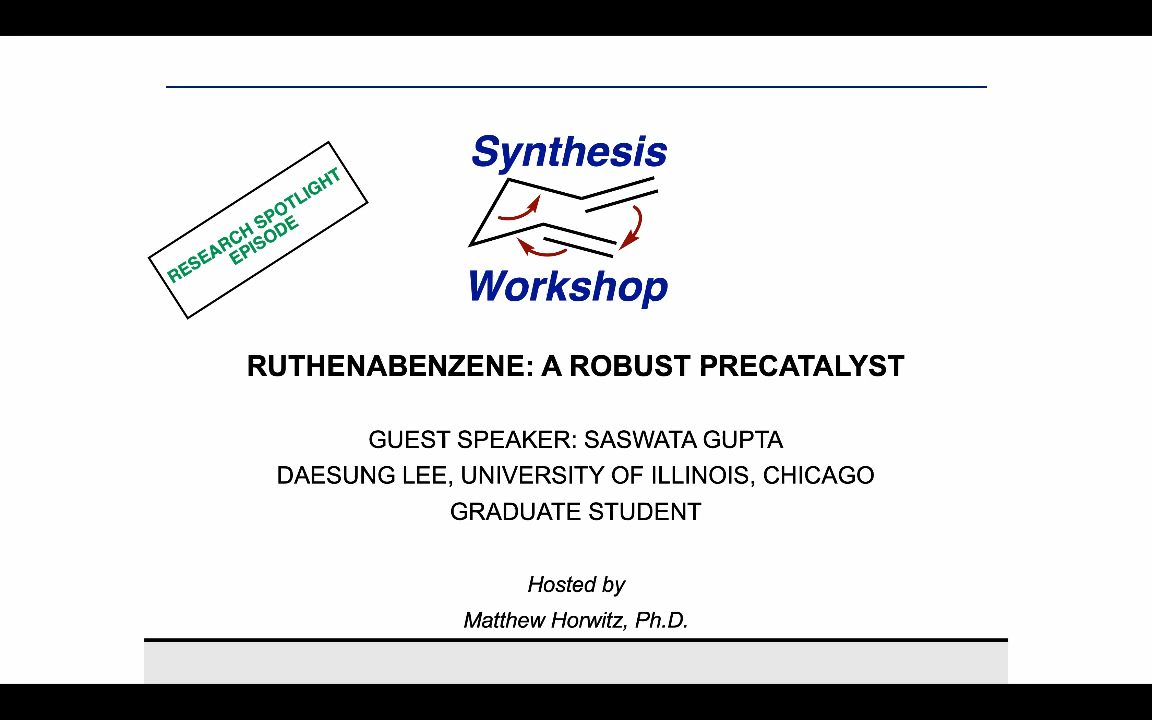 Synthesis
RESEARCH SPOTLIGHT
EPISODE
Workshop
RUTHENABENZENE: A ROBUST PRECATALYST
GUEST SPEAKER: SASWATA GUPTA
DAESUNG LEE, UNIVERSITY OF ILLINOIS, CHICAGO
GRADUATE STUDENT
Hosted by
Matthew Horwitz, Ph.D.